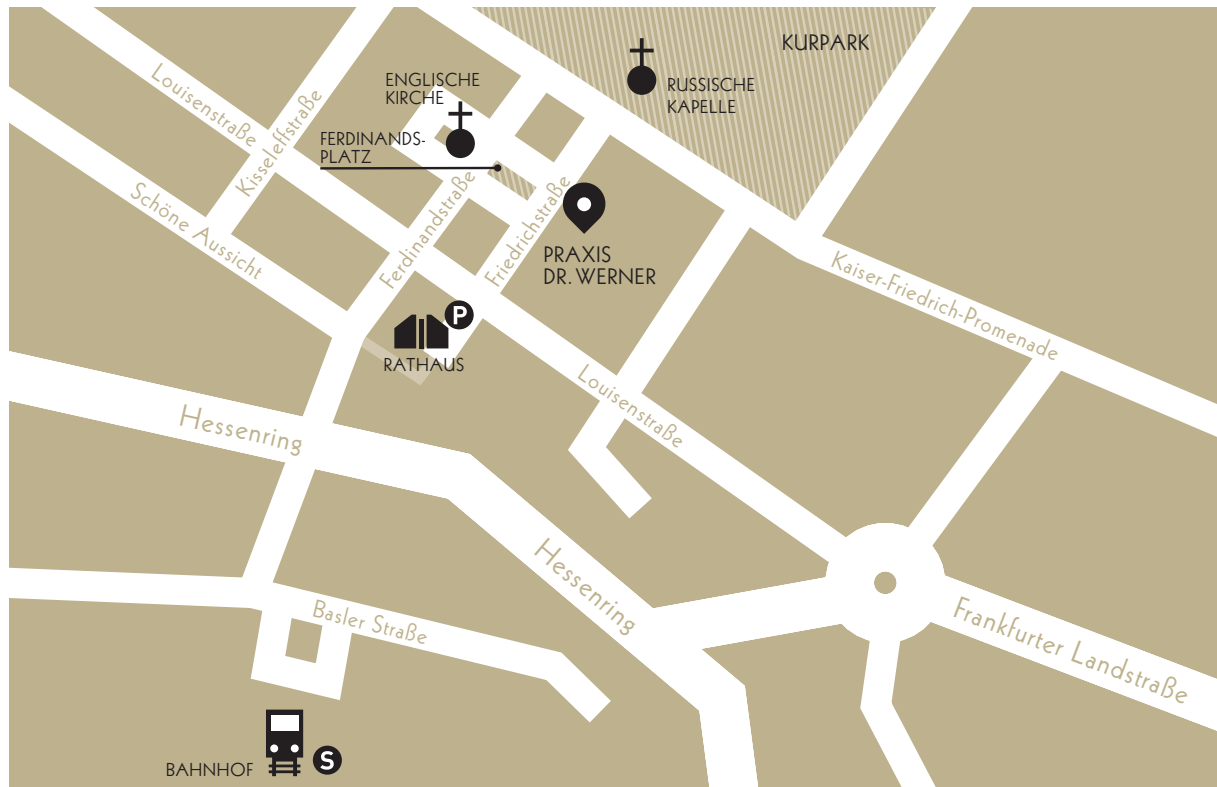 KURPARK
Louisenstraße
ENGLISCHE
KIRCHE
RUSSISCHE
KAPELLE
Kisseleffstraße
FERDINANDS-
PLATZ
Schöne Aussicht
Ferdinandstraße
Friedrichstraße
PRAXIS
DR. WERNER
Kaiser-Friedrich-Promenade
P
RATHAUS
Louisenstraße
Hessenring
Hessenring
Basler Straße
Frankfurter Landstraße
BAHNHOF
S